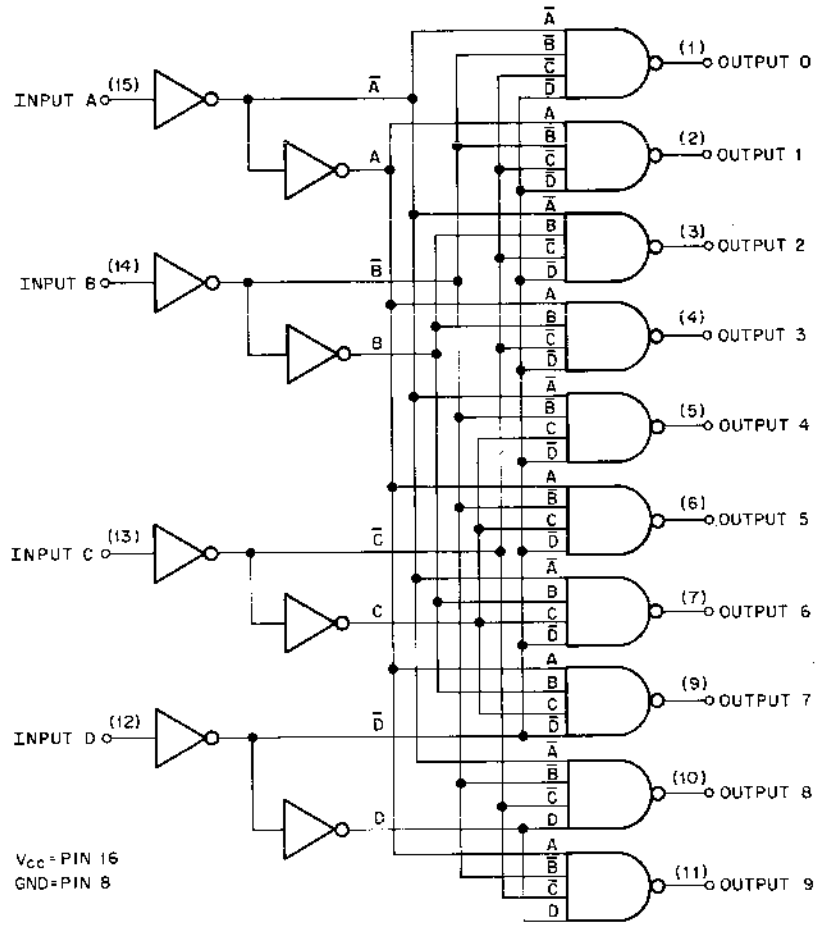 A̅
B̅
(1)
C̅
OUTPUT 0
(15)
D̅
INPUT A
A̅
A
B̅
(2)
C̅
OUTPUT 1
A
D̅
A̅
B
(3)
C̅
OUTPUT 2
(14)
B̅
D̅
INPUT B
A
B
(4)
C̅
OUTPUT 3
B
D̅
A̅
B̅
(5)
C
OUTPUT 4
D̅
A
B̅
(6)
C
OUTPUT 5
(13)
C̅
D̅
INPUT C
A̅
B
(7)
C
OUTPUT 6
C
D̅
A
B
(9)
C
OUTPUT 7
(12)
D̅
D̅
INPUT D
A̅
B̅
(10)
C̅
OUTPUT 8
D
D
A
VCC=PIN 16
B̅
(11)
GND=PIN 8
C̅
OUTPUT 9
D